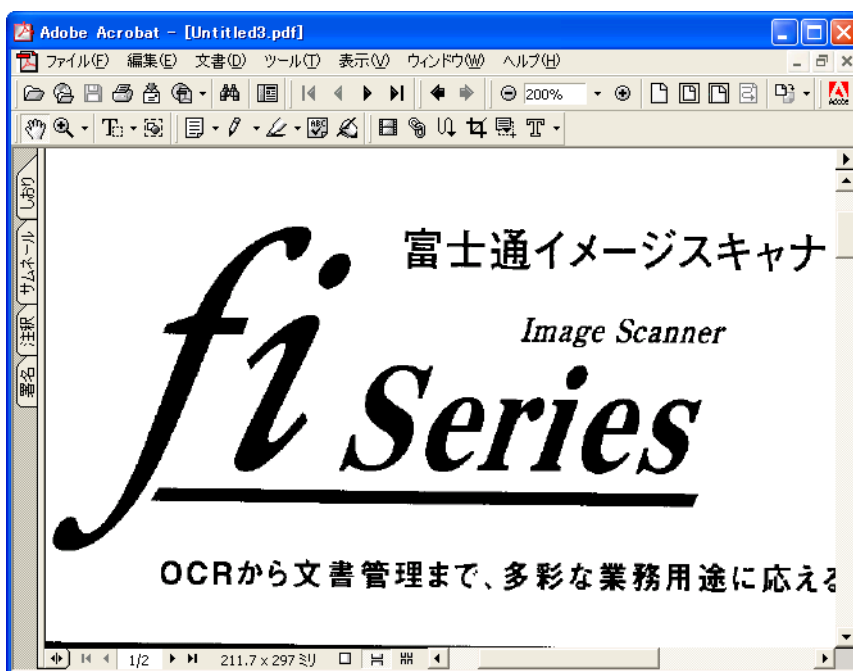 Adobe Acrobat - [Untitled3.pdf]
ファイル(F) 編集(E) 文書(D) ツール(T) 表示(V) ウィンドウ(W) ヘルプ(H)
200%
Adobe
しおり
サムネール
注釈
署名
富士通イメージスキャナ
Image Scanner
fi Series
OCRから文書管理まで、多彩な業務用途に応える
1/2 211.7 x 297 ミリ